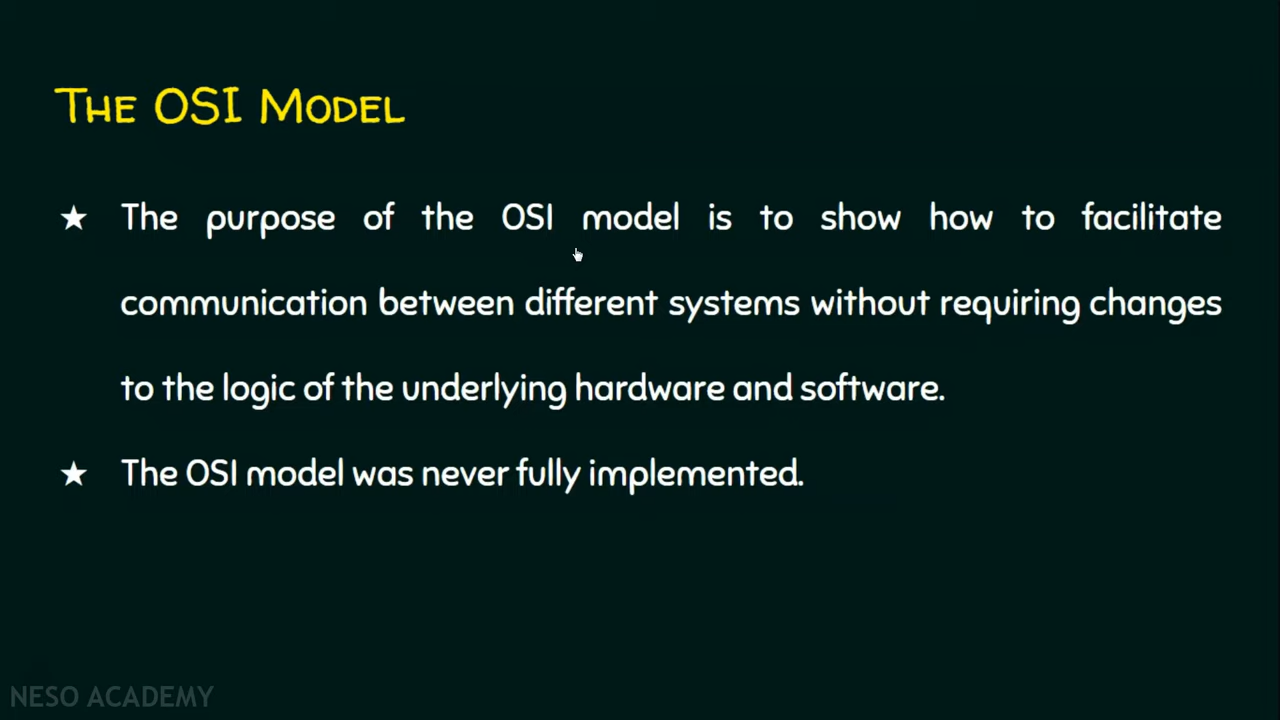 THE OSI MODEL
★ The purpose of the OSI model is to show how to facilitate
communication between different systems without requiring changes
to the logic of the underlying hardware and software.
★ The OSI model was never fully implemented.
NESO ACADEMY